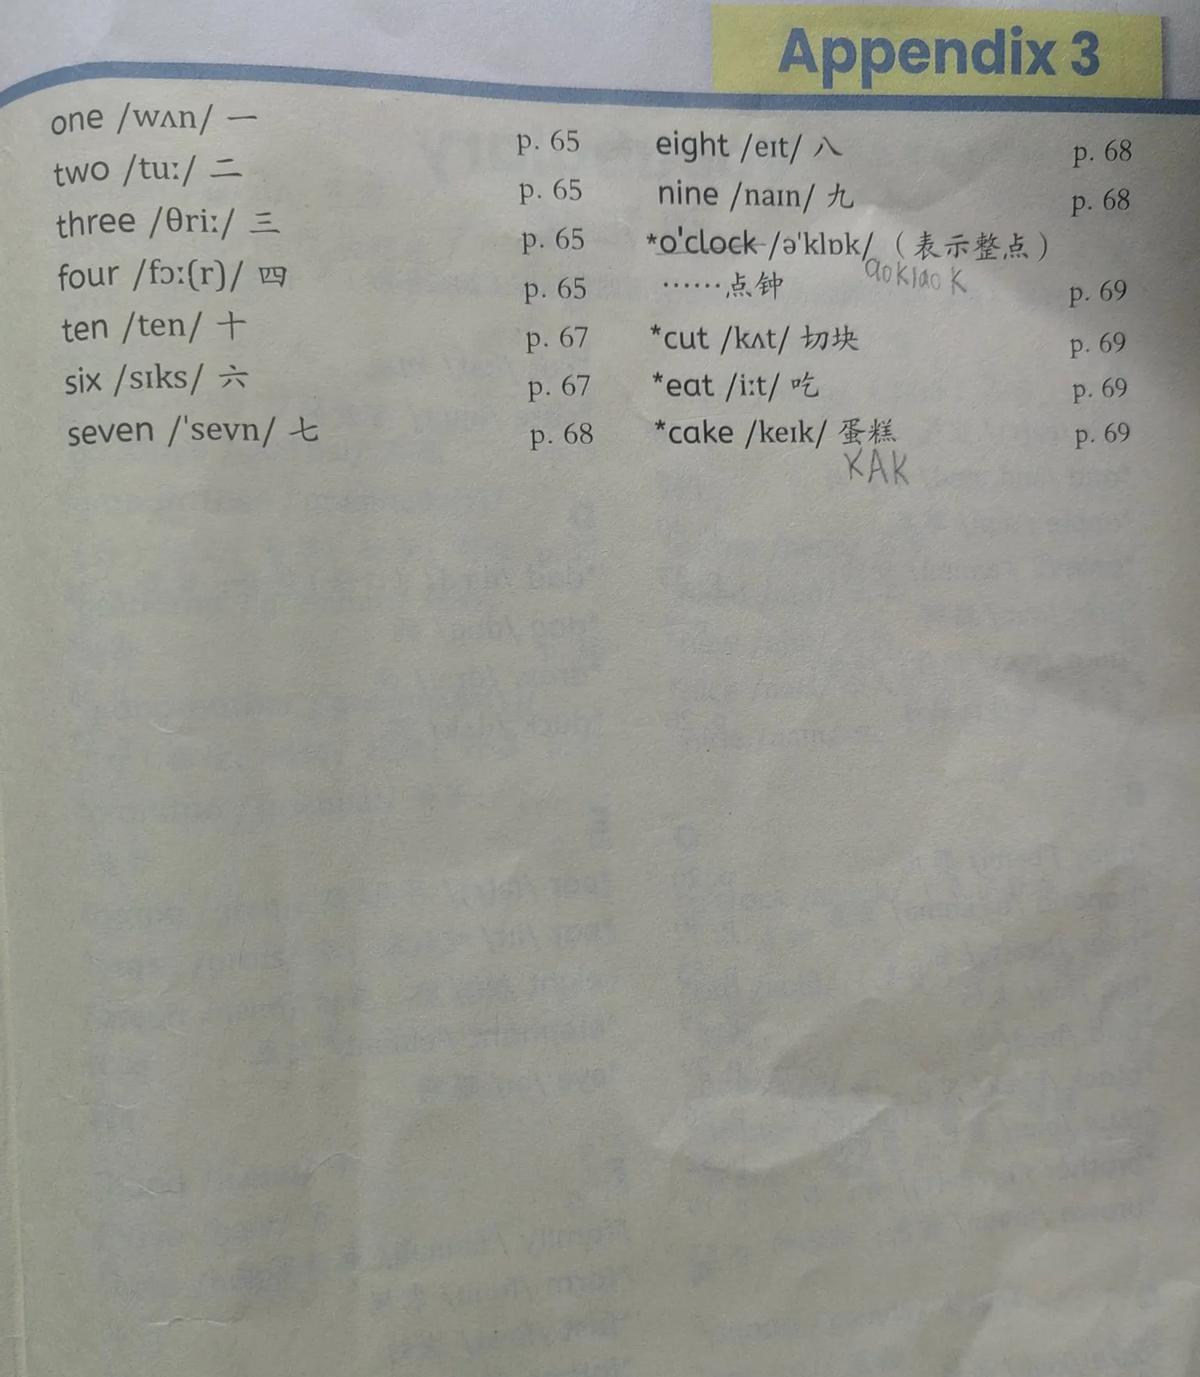 Appendix 3
one /wʌn/ 一 p. 65
two /tuː/ 二 p. 65
three /θriː/ 三 p. 65
four /fɔː(r)/ 四 p. 65
ten /ten/ 十 p. 67
six /sɪks/ 六 p. 67
seven /ˈsevn/ 七 p. 68
eight /eɪt/ 八 p. 68
nine /naɪn/ 九 p. 68
*o'clock /əˈklɒk/（表示整点）
aoklaok
……点钟 p. 69
*cut /kʌt/ 切块 p. 69
*eat /iːt/ 吃 p. 69
*cake /keɪk/ 蛋糕 p. 69
KAK